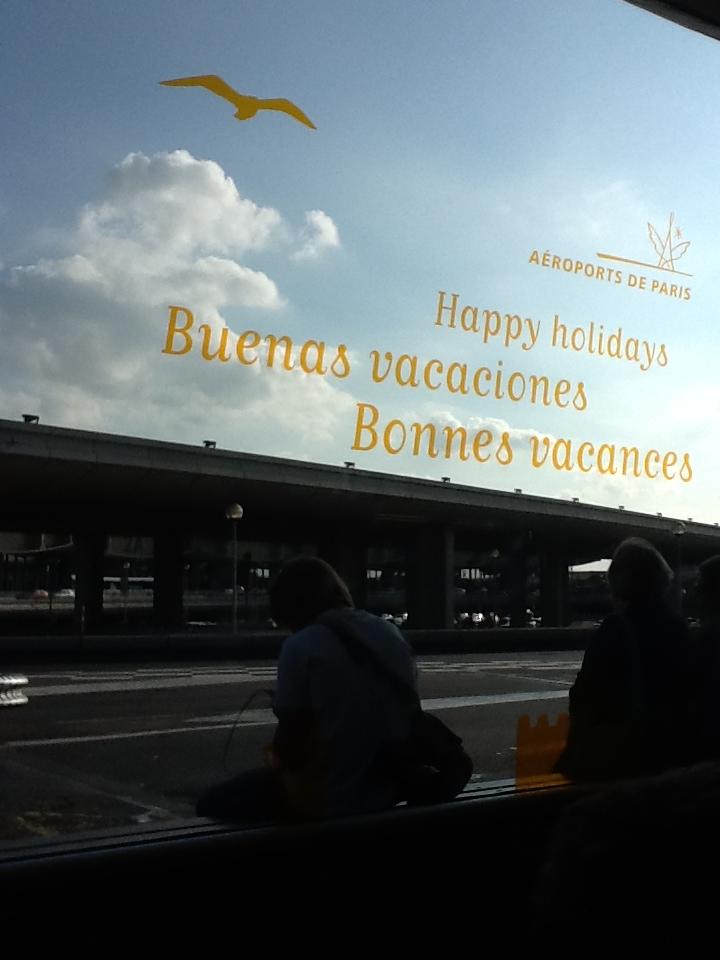 AÉROPORTS DE PARIS
Happy holidays
Buenas vacaciones
Bonnes vacances